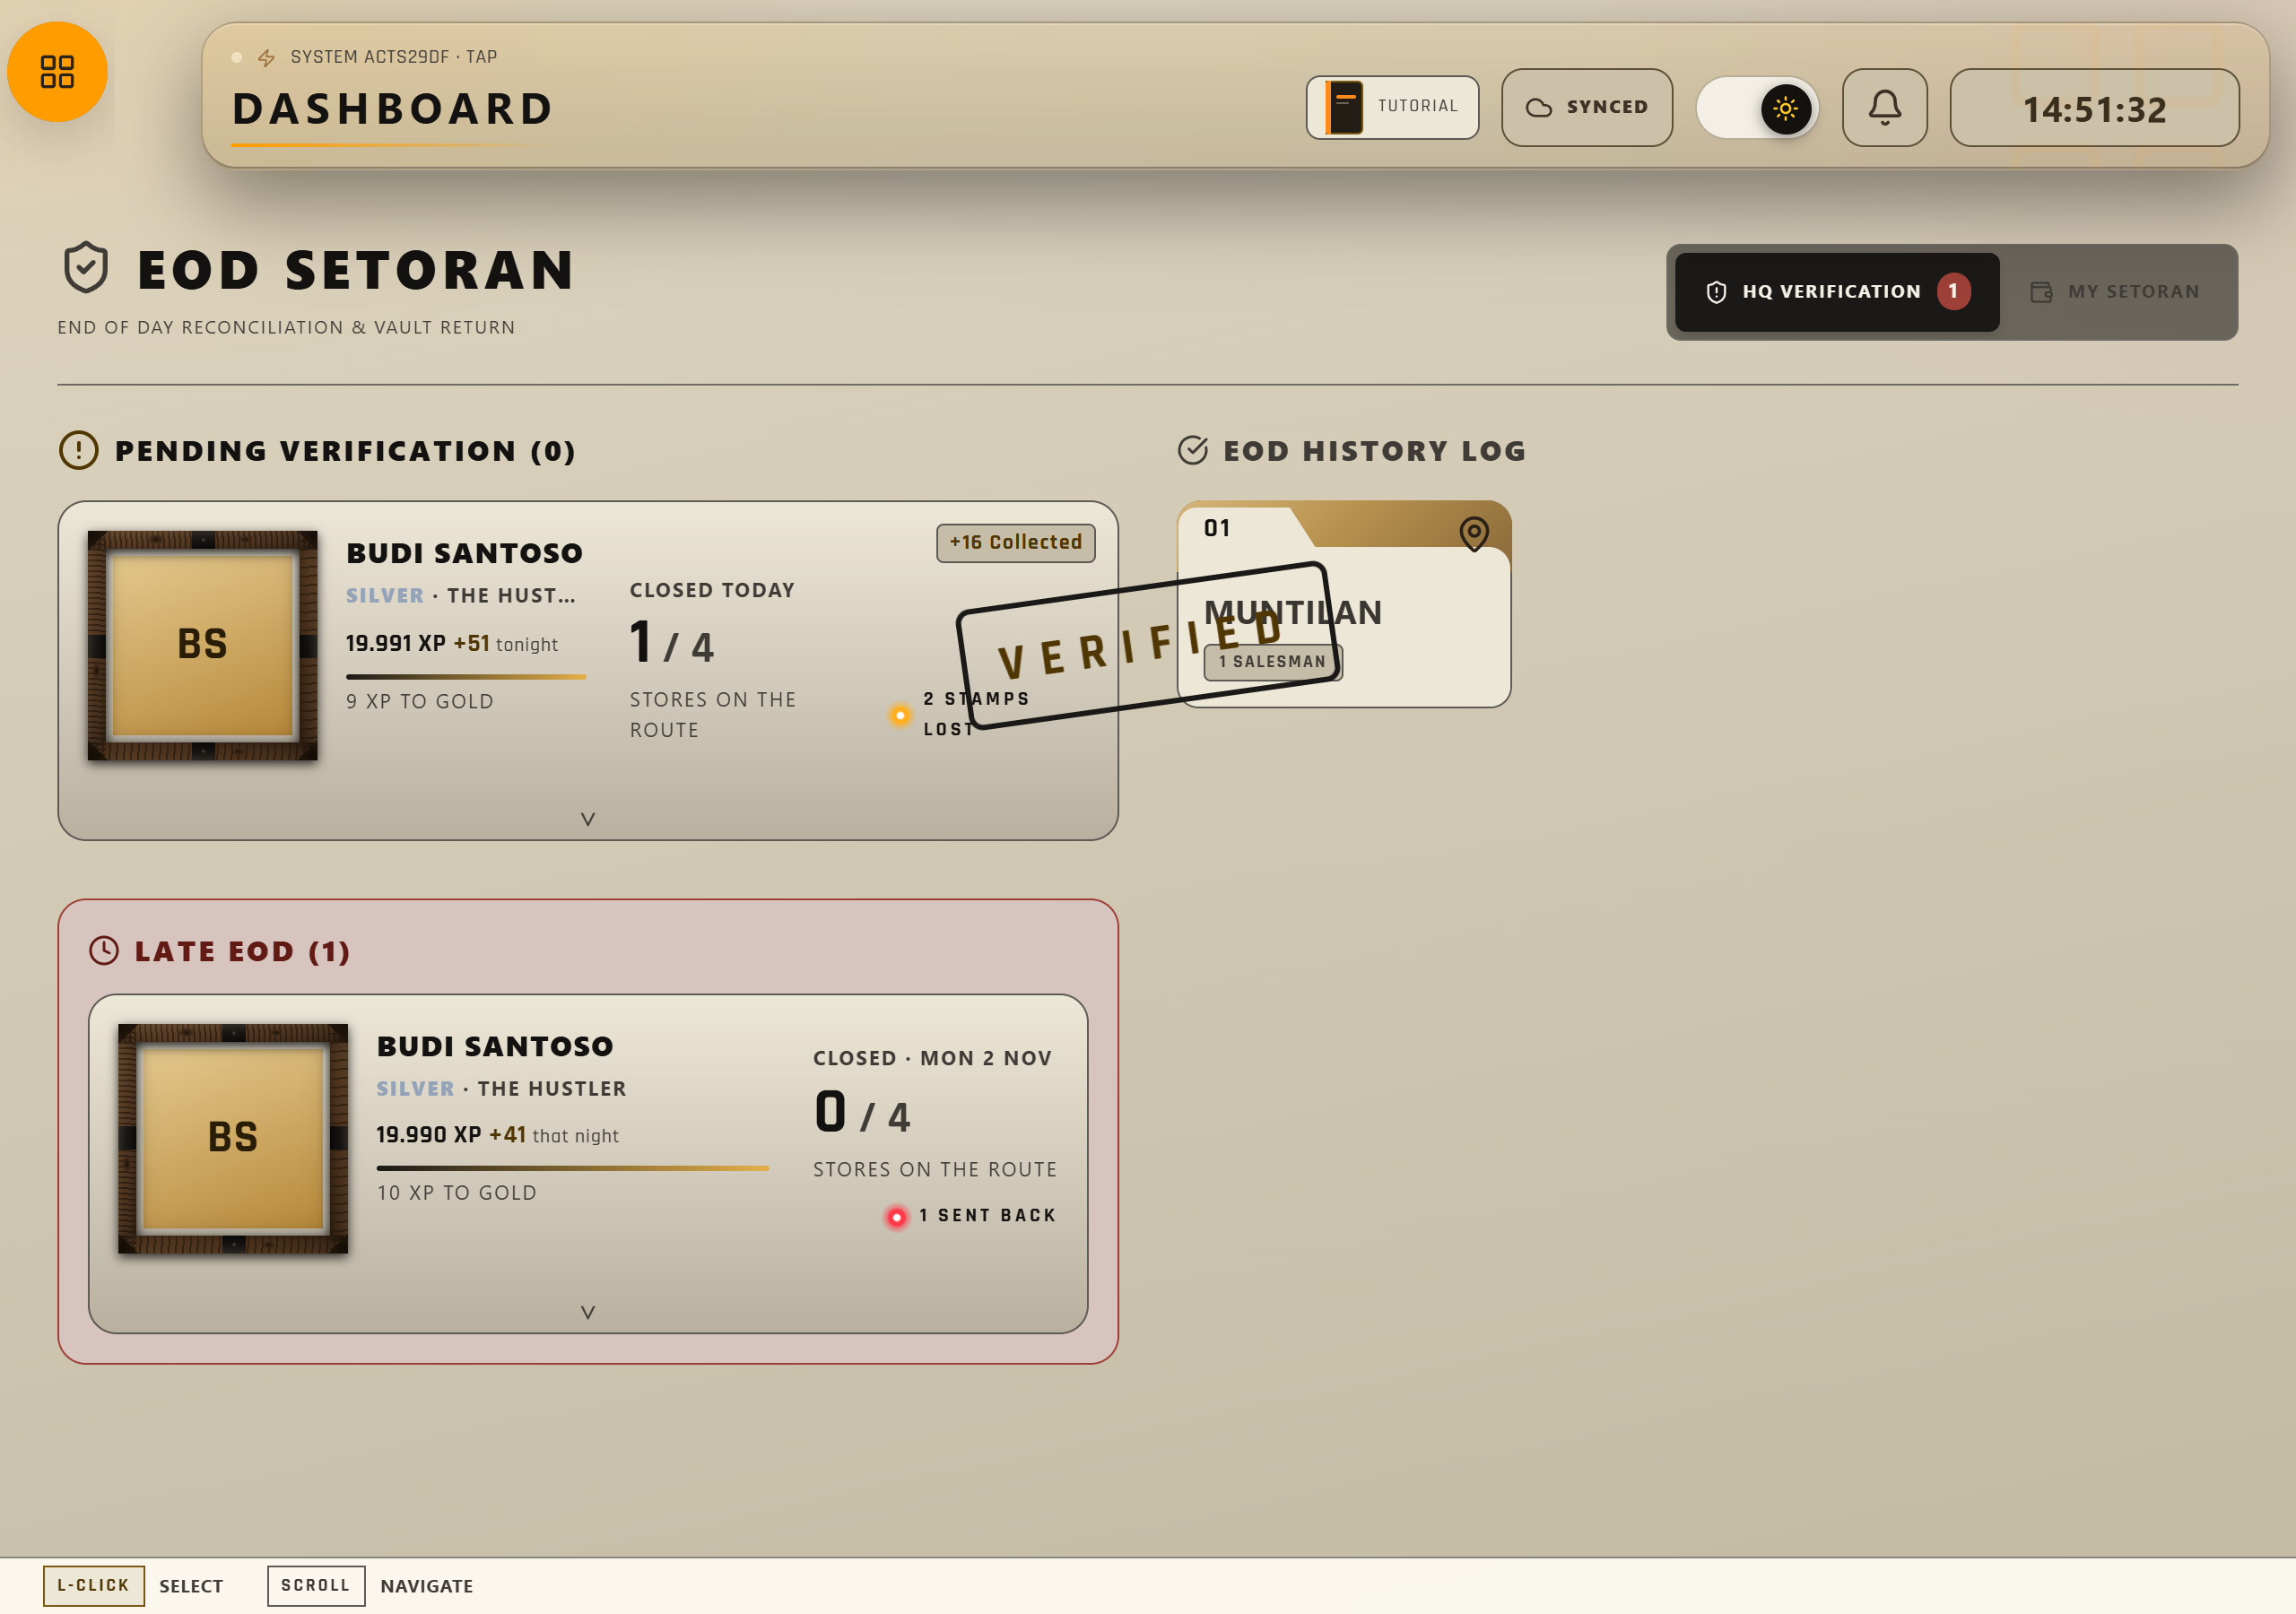 SYSTEM ACTS29DF · TAP
DASHBOARD
TUTORIAL
SYNCED
14:51:32
EOD SETORAN
END OF DAY RECONCILIATION & VAULT RETURN
HQ VERIFICATION 1
MY SETORAN
PENDING VERIFICATION (0)
BS
BUDI SANTOSO
SILVER · THE HUST...
19.991 XP +51 tonight
9 XP TO GOLD
CLOSED TODAY
1 / 4
STORES ON THE
ROUTE
+16 Collected
2 STAMPS
LOST
VERIFIED
EOD HISTORY LOG
01
MUNTILAN
1 SALESMAN
LATE EOD (1)
BS
BUDI SANTOSO
SILVER · THE HUSTLER
19.990 XP +41 that night
10 XP TO GOLD
CLOSED · MON 2 NOV
0 / 4
STORES ON THE ROUTE
1 SENT BACK
L-CLICK SELECT
SCROLL NAVIGATE